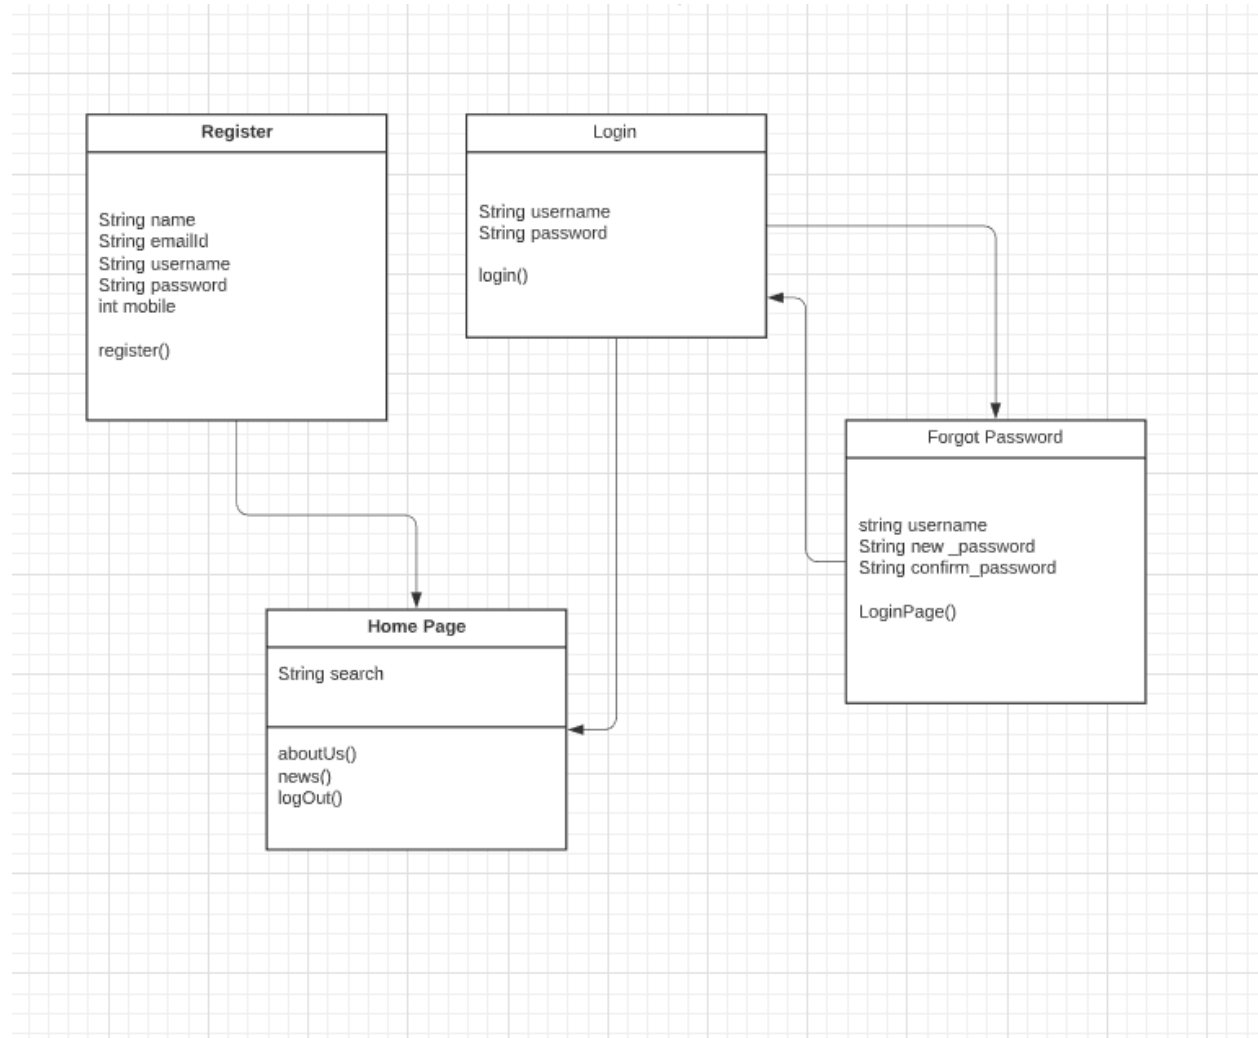 Register
String name
String emailId
String username
String password
int mobile
register()
Login
String username
String password
login()
Forgot Password
string username
String new _password
String confirm_password
LoginPage()
Home Page
String search
aboutUs()
news()
logOut()